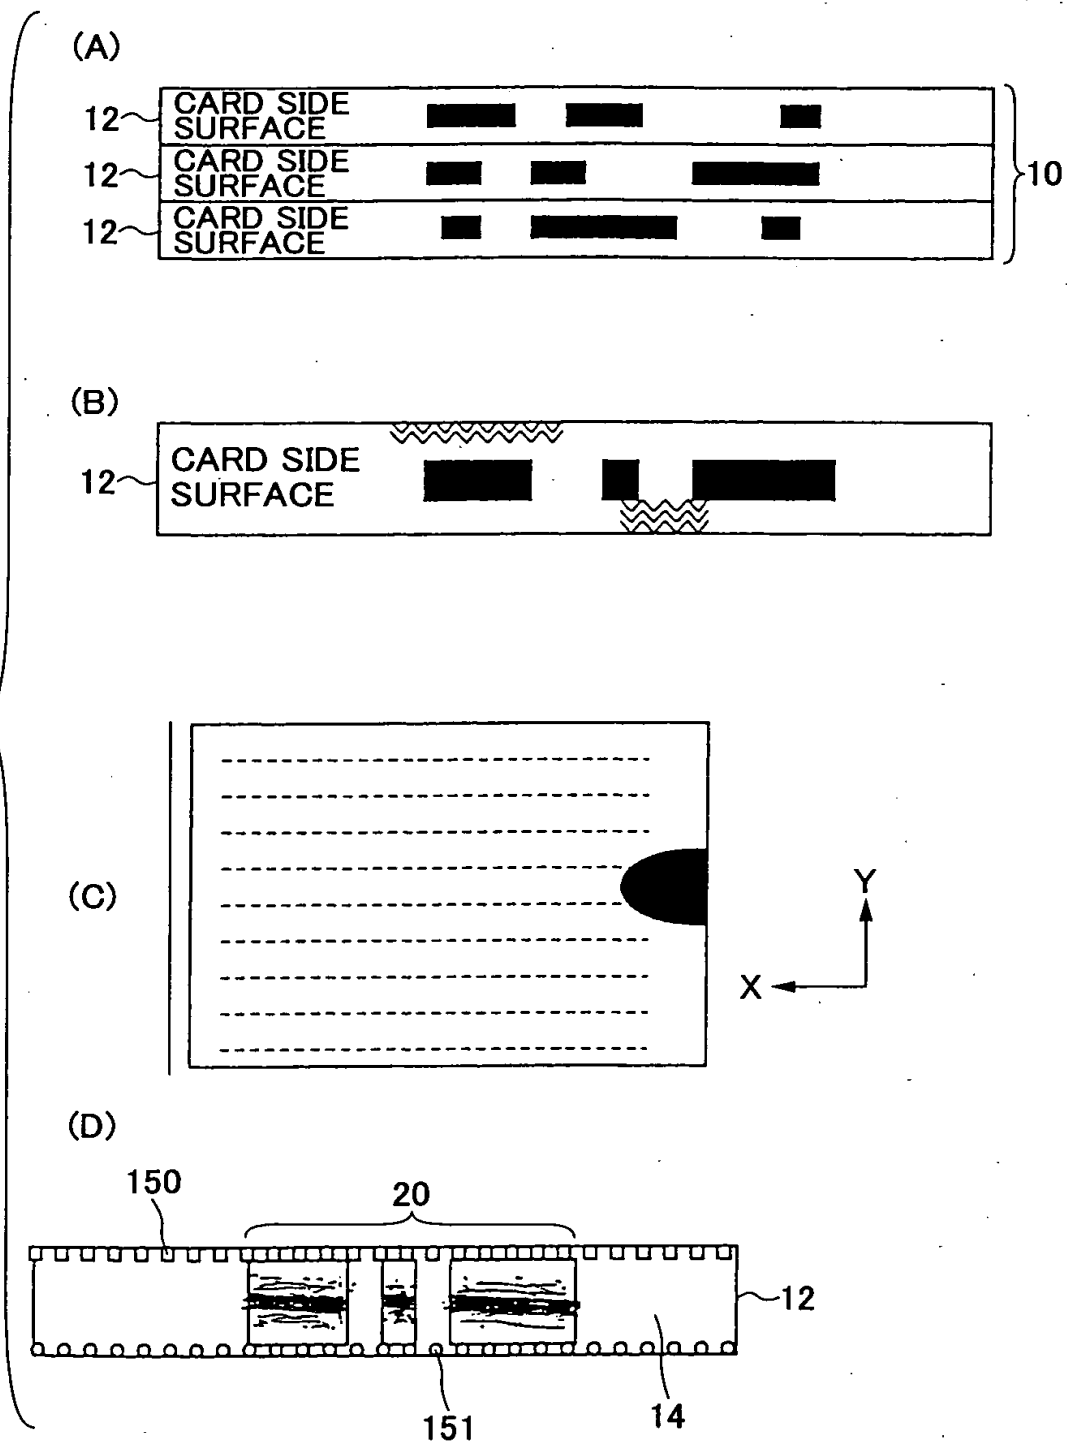 (A)
12 CARD SIDE
SURFACE
12 CARD SIDE
SURFACE
12 CARD SIDE
SURFACE
10
(B)
12 CARD SIDE
SURFACE
(C)
Y
X
(D)
150
20
12
151
14